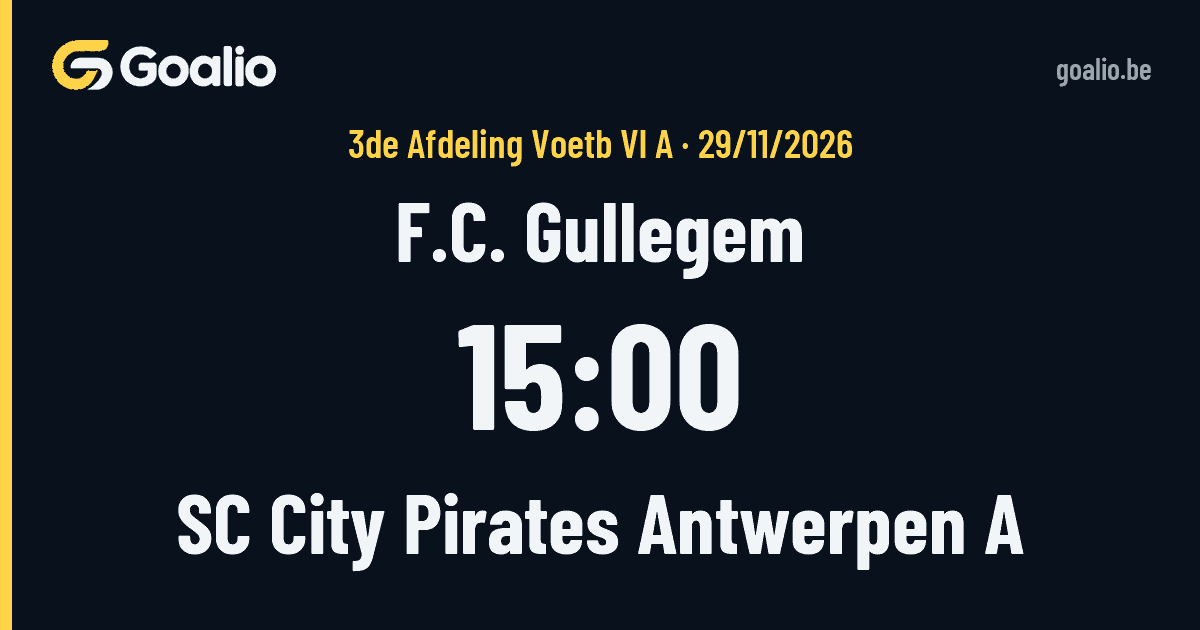 Goalio
goalio.be
3de Afdeling Voetb Vl A · 29/11/2026
F.C. Gullegem
15:00
SC City Pirates Antwerpen A